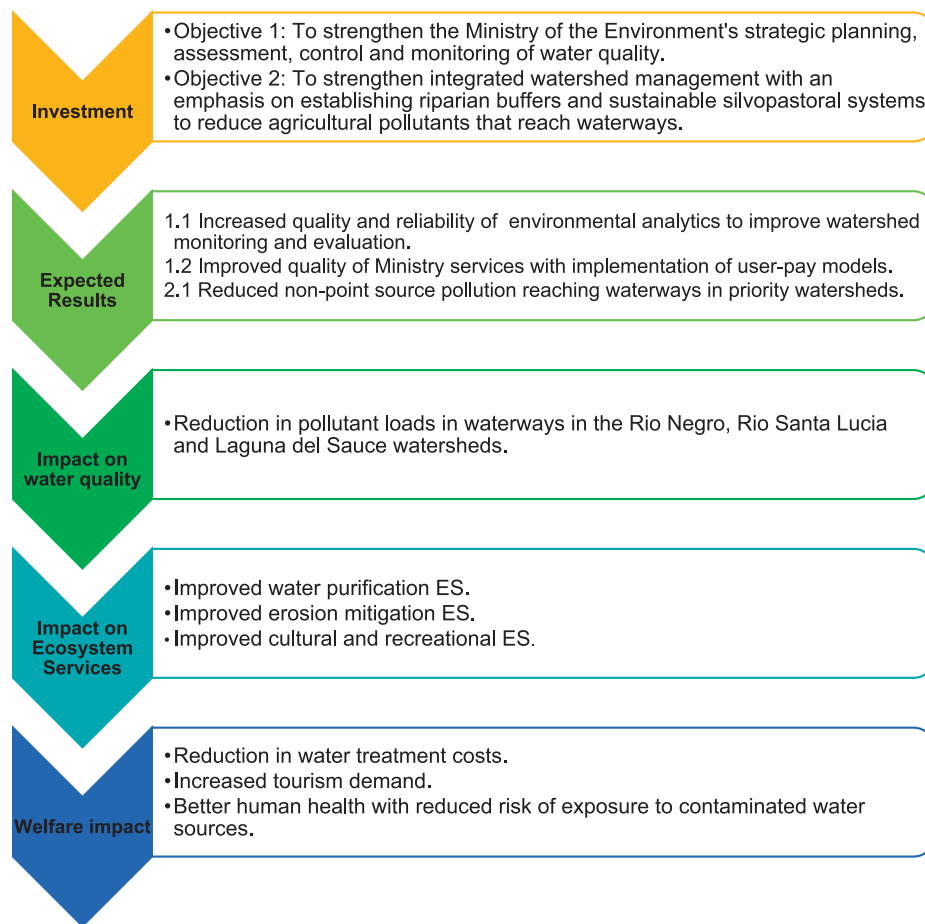 Investment
•Objective 1: To strengthen the Ministry of the Environment's strategic planning,
assessment, control and monitoring of water quality.
•Objective 2: To strengthen integrated watershed management with an
emphasis on establishing riparian buffers and sustainable silvopastoral systems
to reduce agricultural pollutants that reach waterways.
Expected
Results
1.1 Increased quality and reliability of environmental analytics to improve watershed
monitoring and evaluation.
1.2 Improved quality of Ministry services with implementation of user-pay models.
2.1 Reduced non-point source pollution reaching waterways in priority watersheds.
Impact on
water quality
•Reduction in pollutant loads in waterways in the Rio Negro, Rio Santa Lucia
and Laguna del Sauce watersheds.
Impact on
Ecosystem
Services
•Improved water purification ES.
•Improved erosion mitigation ES.
•Improved cultural and recreational ES.
Welfare impact
•Reduction in water treatment costs.
•Increased tourism demand.
•Better human health with reduced risk of exposure to contaminated water
sources.